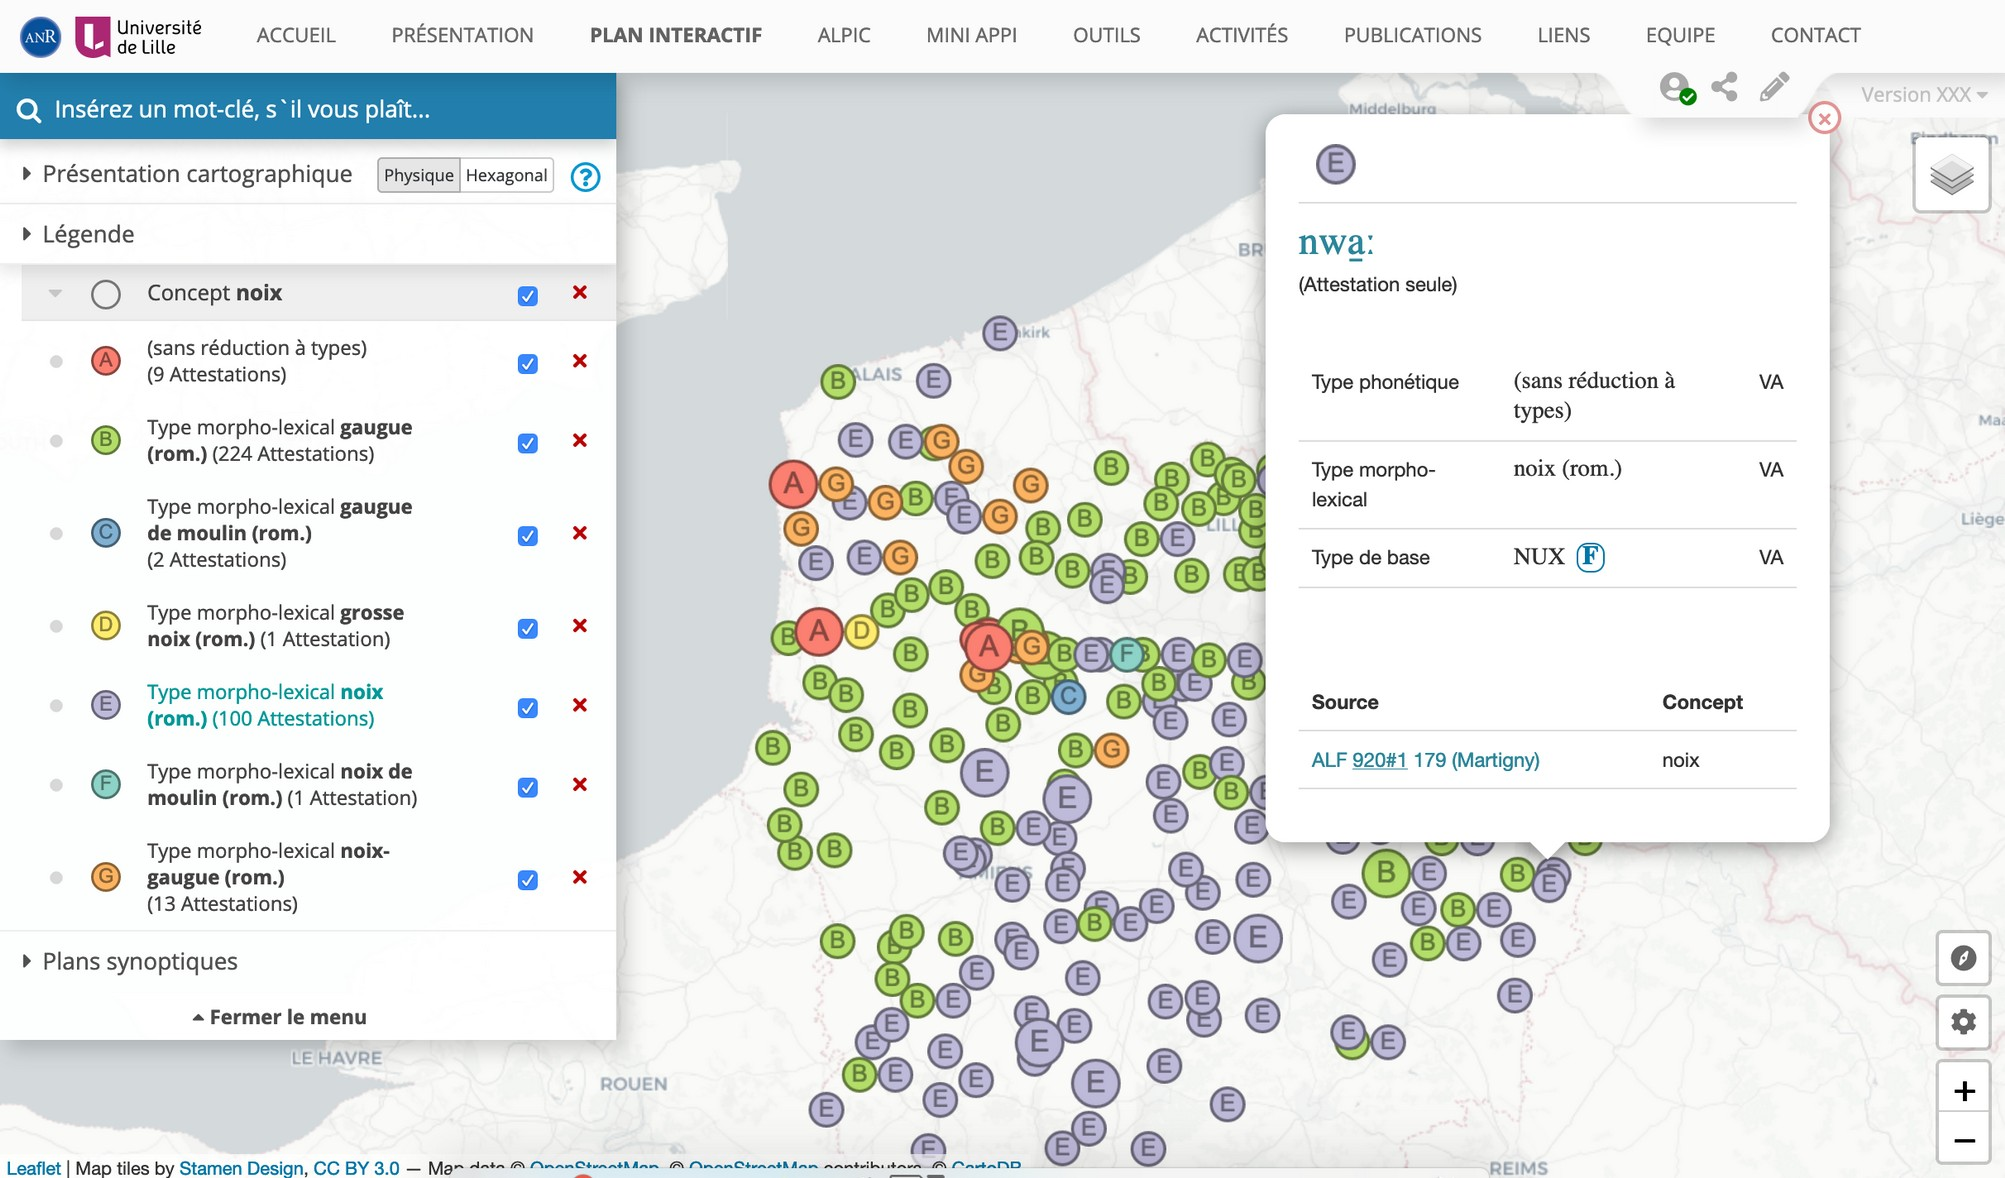 ANR
Université
de Lille
ACCUEIL
PRÉSENTATION
PLAN INTERACTIF
ALPIC
MINI APPI
OUTILS
ACTIVITÉS
PUBLICATIONS
LIENS
EQUIPE
CONTACT
Insérez un mot-clé, s`il vous plaît...
Version XXX
Présentation cartographique
Physique
Hexagonal
?
Légende
Concept noix
A
(sans réduction à types)
(9 Attestations)
B
Type morpho-lexical gaugue
(rom.) (224 Attestations)
C
Type morpho-lexical gaugue
de moulin (rom.)
(2 Attestations)
D
Type morpho-lexical grosse
noix (rom.) (1 Attestation)
E
Type morpho-lexical noix
(rom.) (100 Attestations)
F
Type morpho-lexical noix de
moulin (rom.) (1 Attestation)
G
Type morpho-lexical noix-
gaugue (rom.)
(13 Attestations)
Plans synoptiques
Fermer le menu
E
nwa̱ː
(Attestation seule)
Type phonétique
(sans réduction à
types)
VA
Type morpho-
lexical
noix (rom.)
VA
Type de base
NUX F
VA
Source
Concept
ALF 920#1 179 (Martigny)
noix
Middelburg
Eindhoven
Liège
LE HAVRE
ROUEN
REIMS
+
−
Leaflet | Map tiles by Stamen Design, CC BY 3.0 — Map data © OpenStreetMap, © OpenStreetMap contributors, © CartoDB